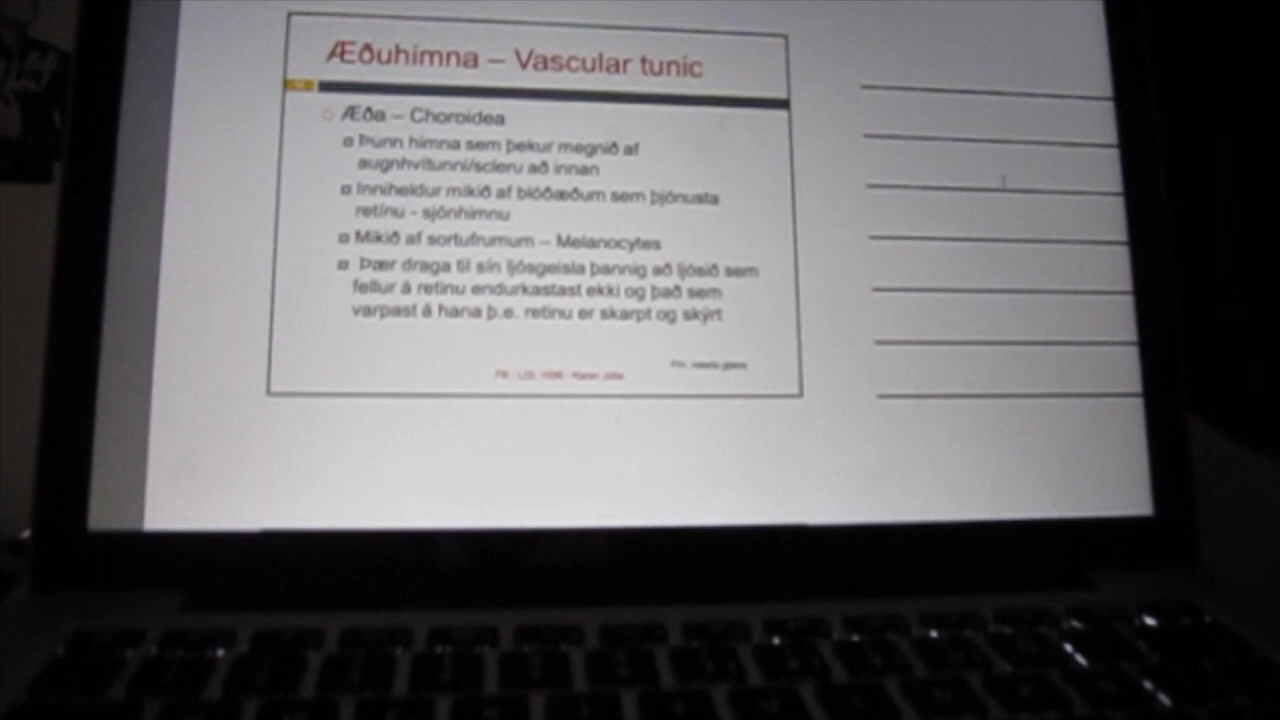 Æðuhimna – Vascular tunic
Æða – Choroidea
Þunn himna sem þekur megnið af
augnhvítunni/scleru að innan
Inniheldur mikið af blóðæðum sem þjónusta
retínu - sjónhimnu
Mikið af sortufrumum – Melanocytes
Þær draga til sín ljósgeisla þannig að ljósið sem
fellur á retinu endurkastast ekki og það sem
varpast á hana þ.e. retinu er skarpt og skýrt